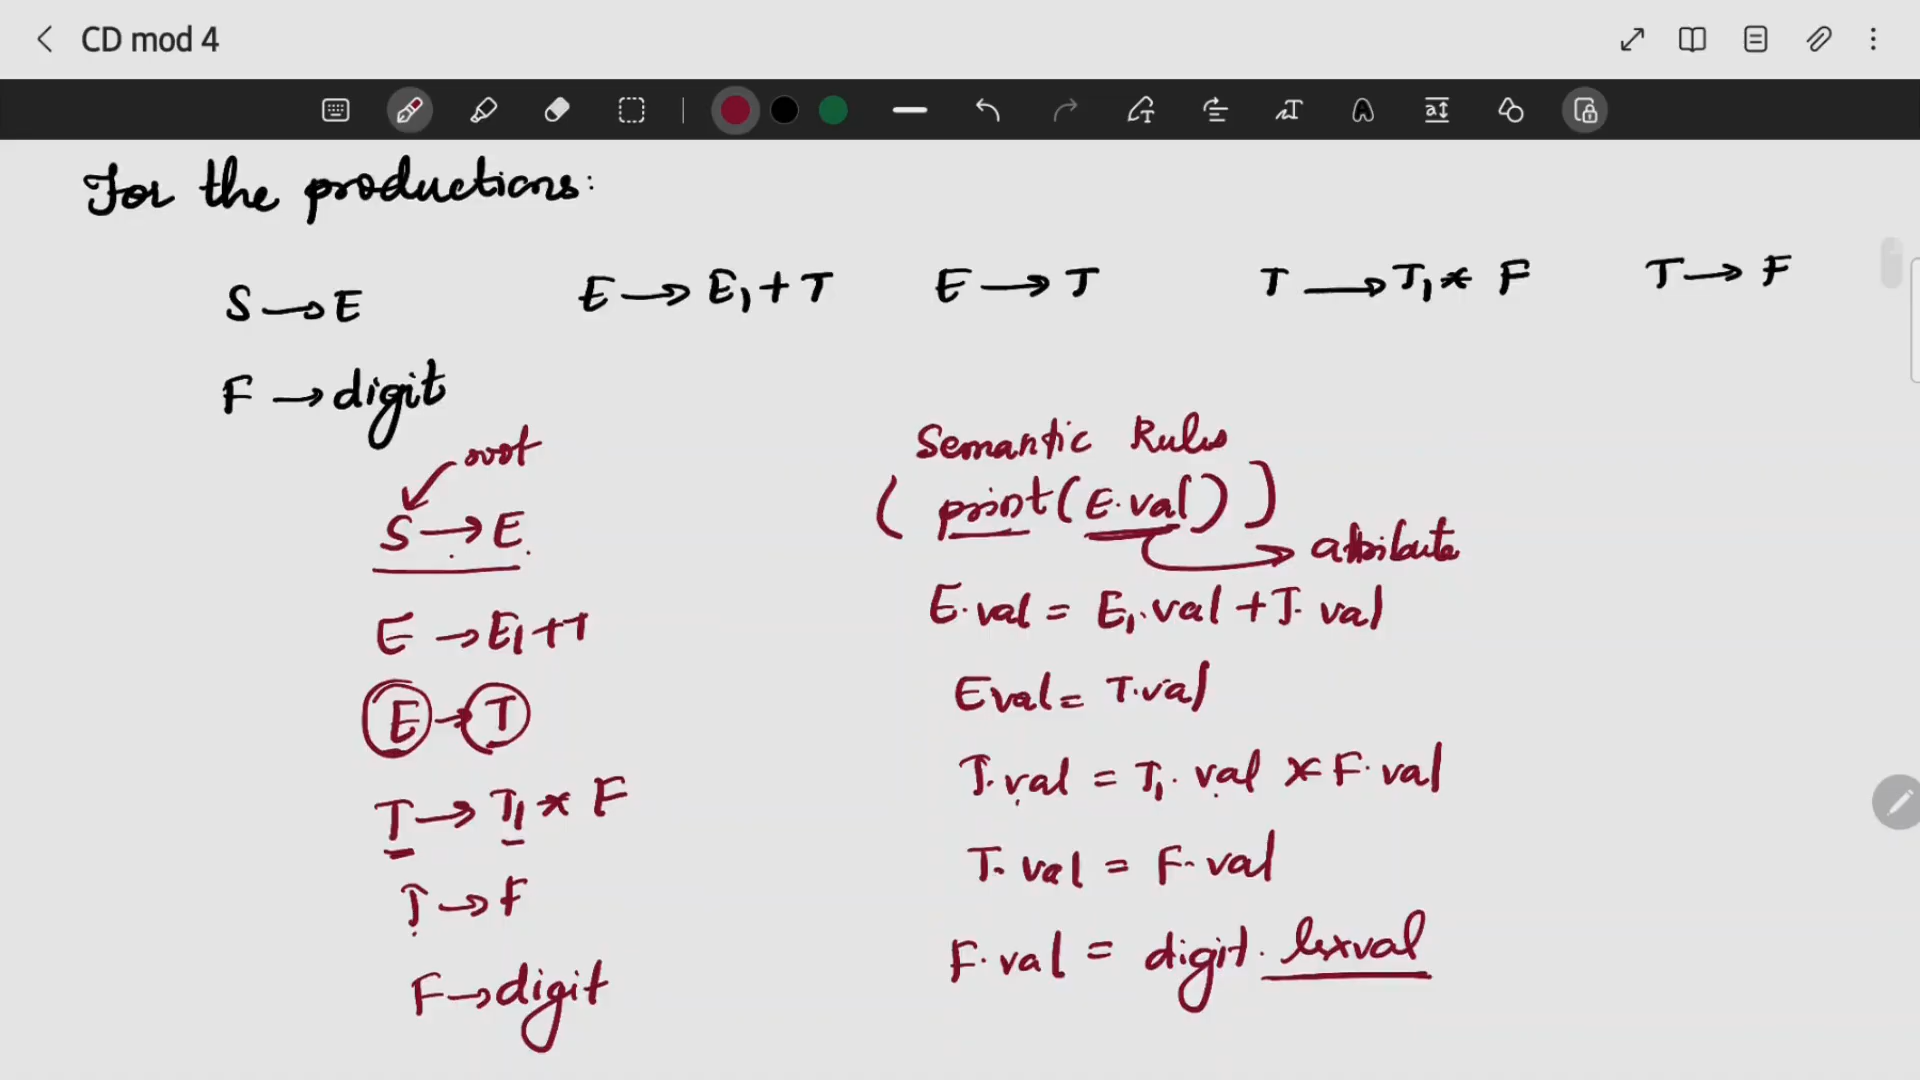 CD mod 4
For the productions:
S → E E → E1 + T E → T T → T1 * F T → F
F → digit
root
Semantic Rules
S → E ( print(E.val) )
attribute
E → E1 + T E.val = E1.val + T.val
E → T Eval = T.val
T → T1 * F T.val = T1.val * F.val
T → F T.val = F.val
F → digit F.val = digit.lexval